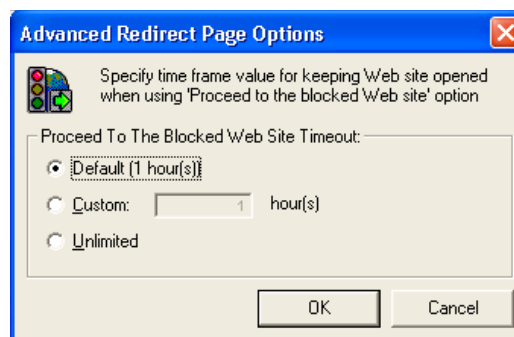 Advanced Redirect Page Options
Specify time frame value for keeping Web site opened
when using 'Proceed to the blocked Web site' option
Proceed To The Blocked Web Site Timeout:
Default (1 hour(s))
Custom: 1 hour(s)
Unlimited
OK Cancel